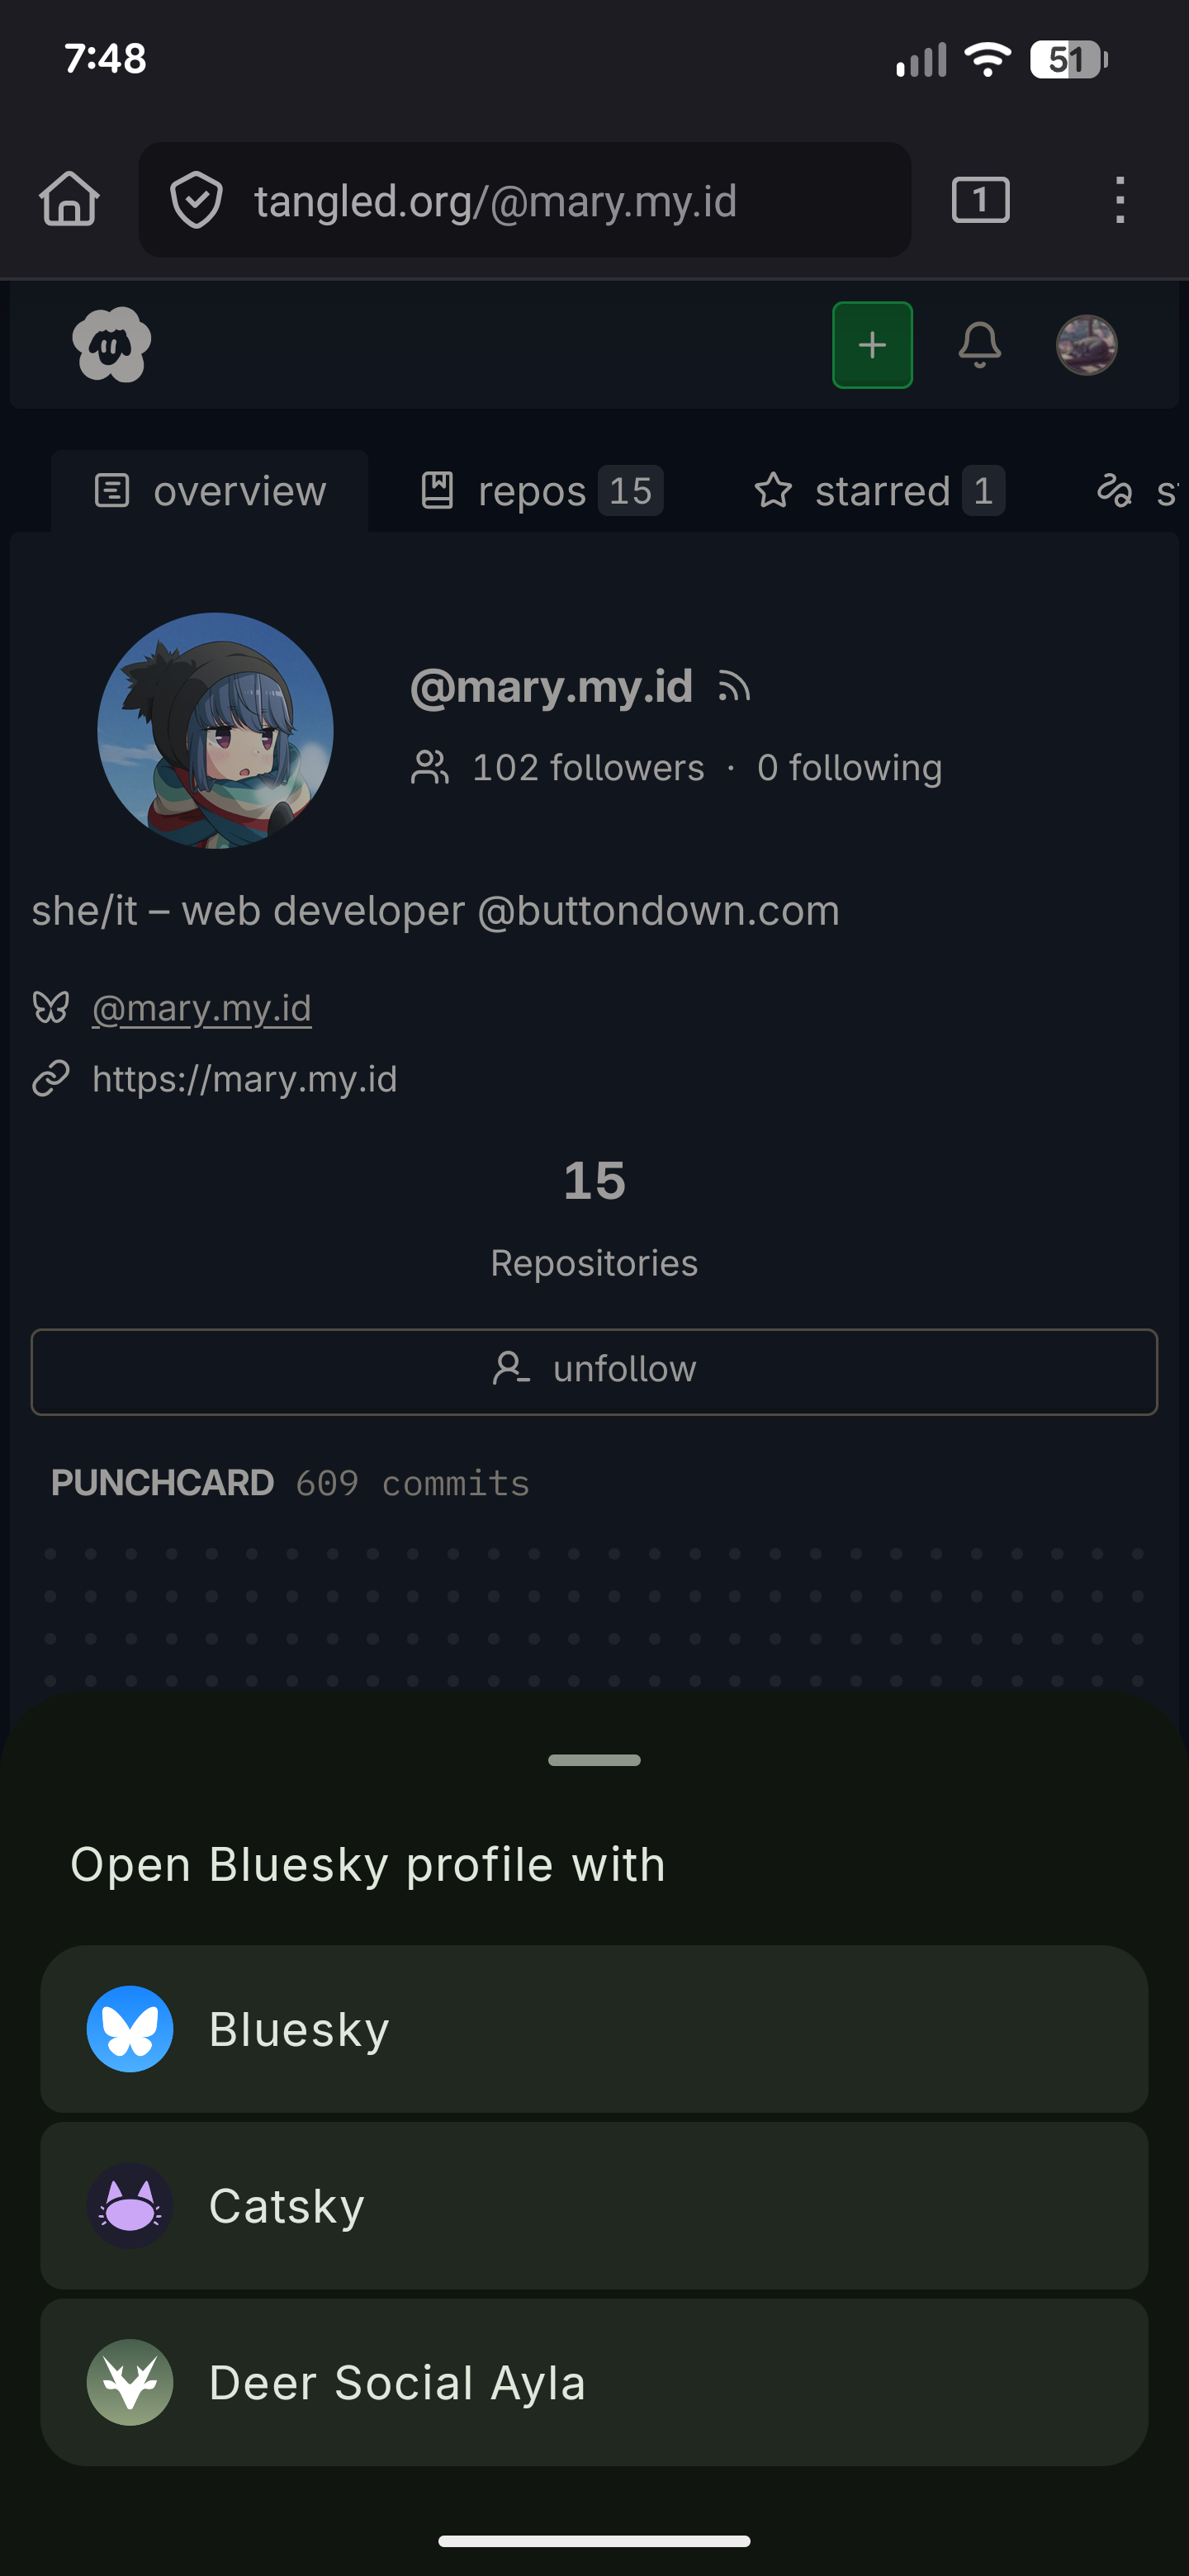 7:48
51
tangled.org/@mary.my.id
1
overview
repos 15
starred 1
@mary.my.id
102 followers · 0 following
she/it – web developer @buttondown.com
@mary.my.id
https://mary.my.id
15
Repositories
unfollow
PUNCHCARD 609 commits
Open Bluesky profile with
Bluesky
Catsky
Deer Social Ayla